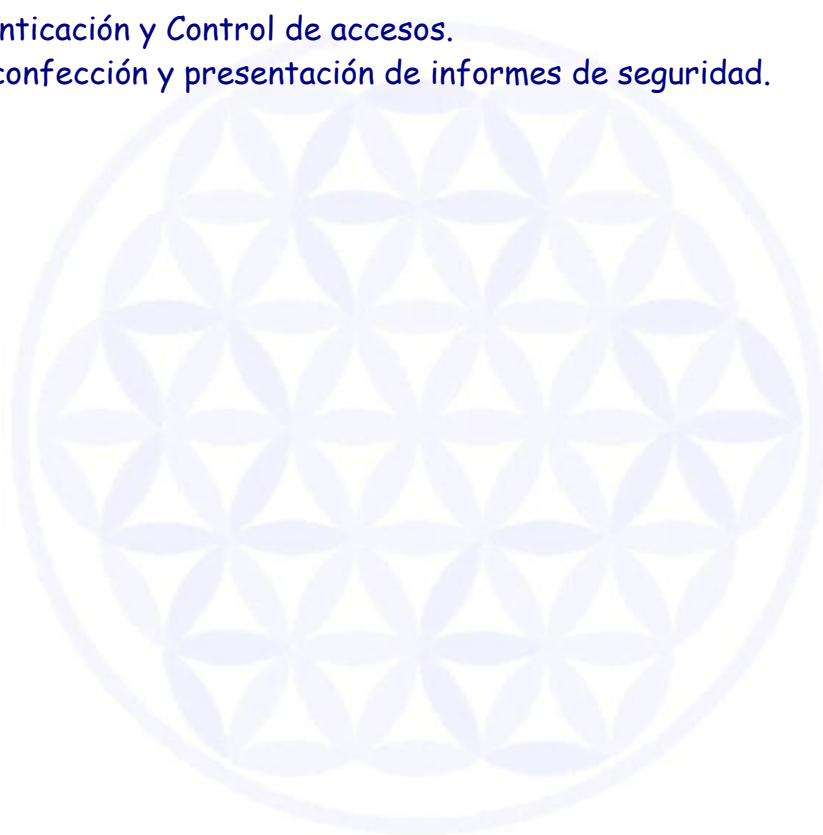 nticación y Control de accesos.
confección y presentación de informes de seguridad.